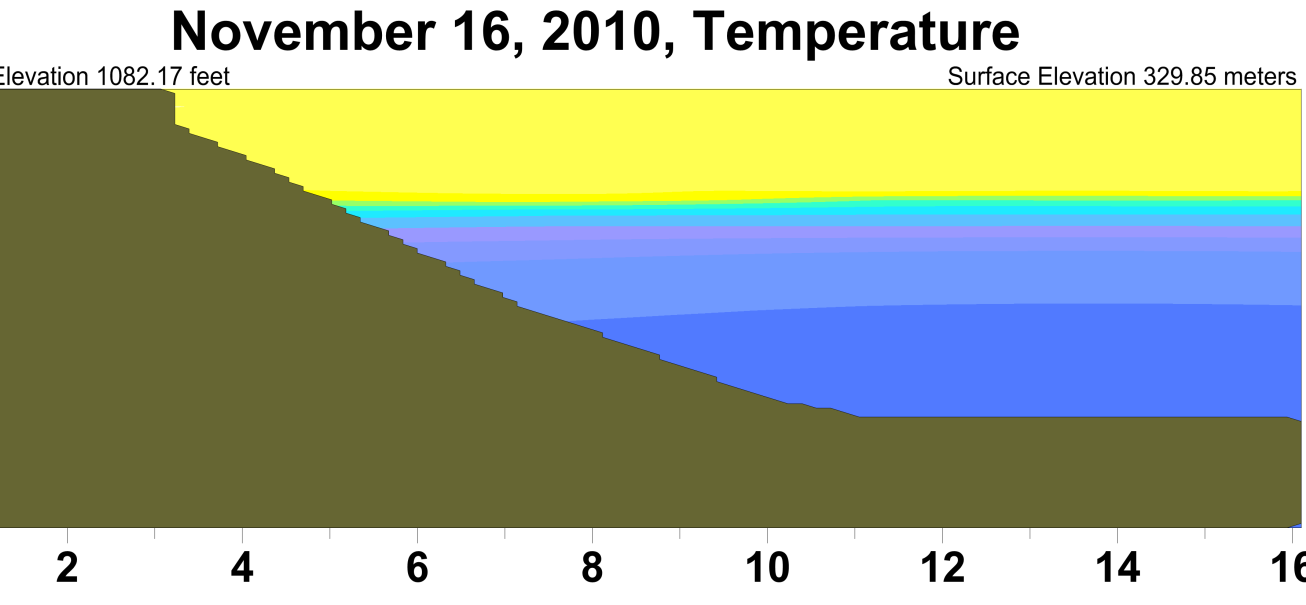 November 16, 2010, Temperature
Elevation 1082.17 feet Surface Elevation 329.85 meters
2 4 6 8 10 12 14 16